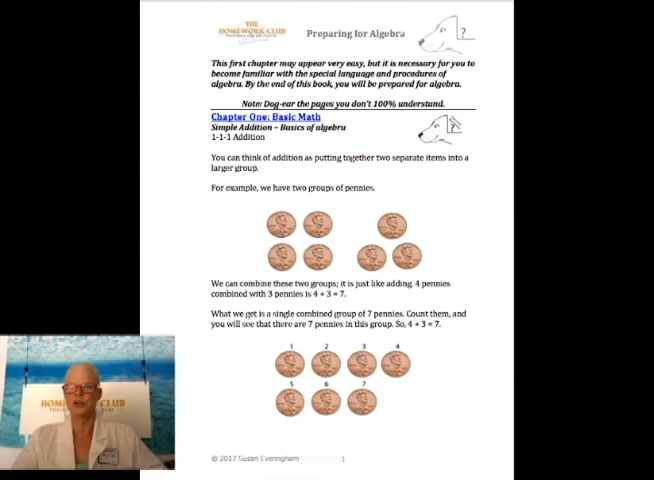 THE
HOMEWORK CLUB
Preparing for Algebra
?
This first chapter may appear very easy, but it is necessary for you to
become familiar with the special language and procedures of
algebra. By the end of this book, you will be prepared for algebra.
Note: Dog-ear the pages you don't 100% understand.
Chapter One: Basic Math
Simple Addition – Basics of algebra
1-1-1 Addition
?
You can think of addition as putting together two separate items into a
larger group.
For example, we have two groups of pennies.
We can combine these two groups; it is just like adding. 4 pennies
combined with 3 pennies is 4 + 3 = 7.
What we get is a single combined group of 7 pennies. Count them, and
you will see that there are 7 pennies in this group. So, 4 + 3 = 7.
1 2 3 4
5 6 7
HOMEWORK CLUB
© 2017 Susan Everingham 1